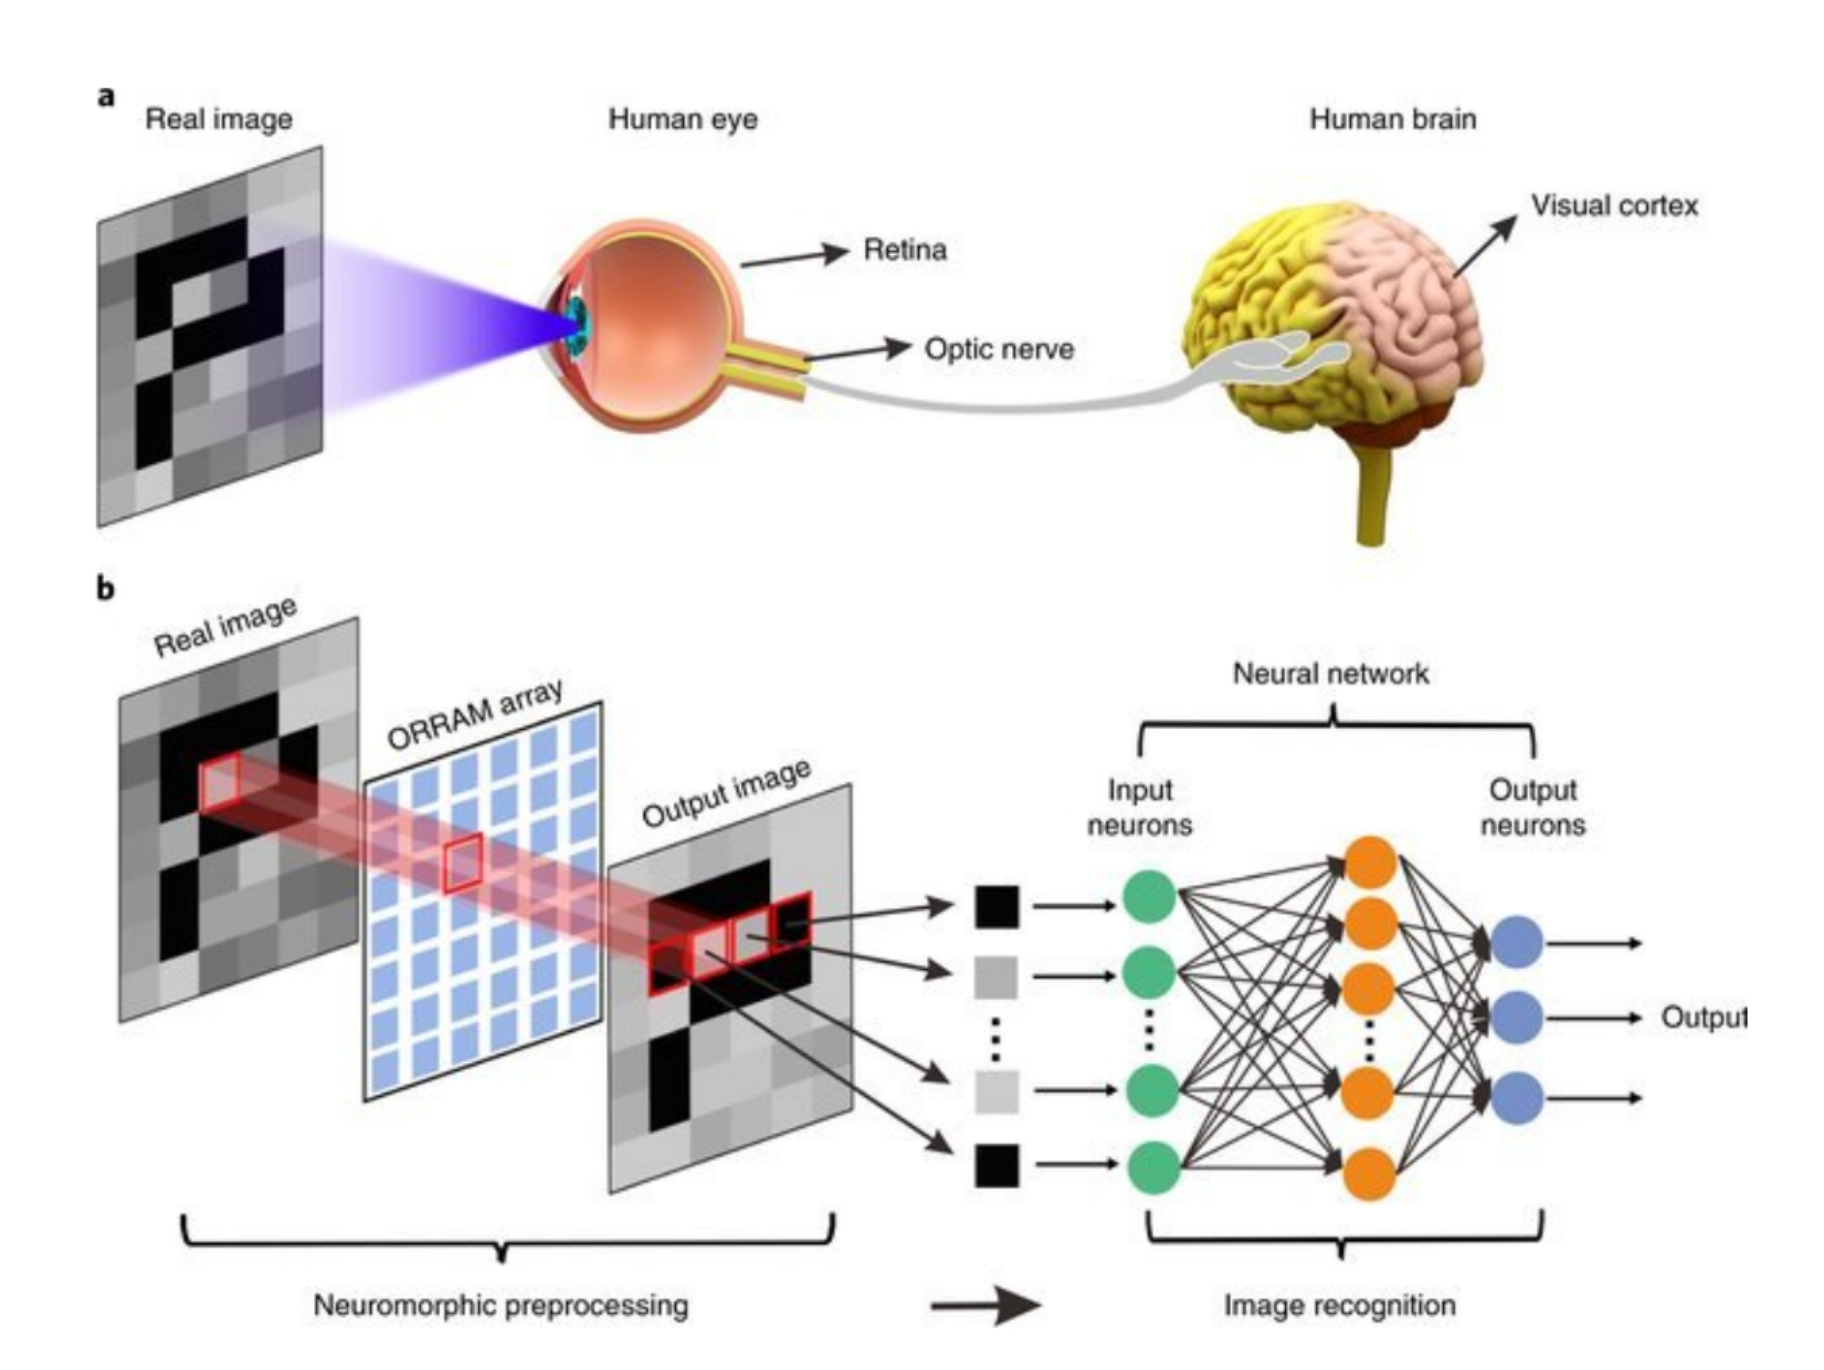 a
Real image
Human eye
Human brain
Visual cortex
Retina
Optic nerve
b
Real image
ORRAM array
Output image
Neural network
Input
neurons
Output
neurons
Output
Neuromorphic preprocessing
Image recognition